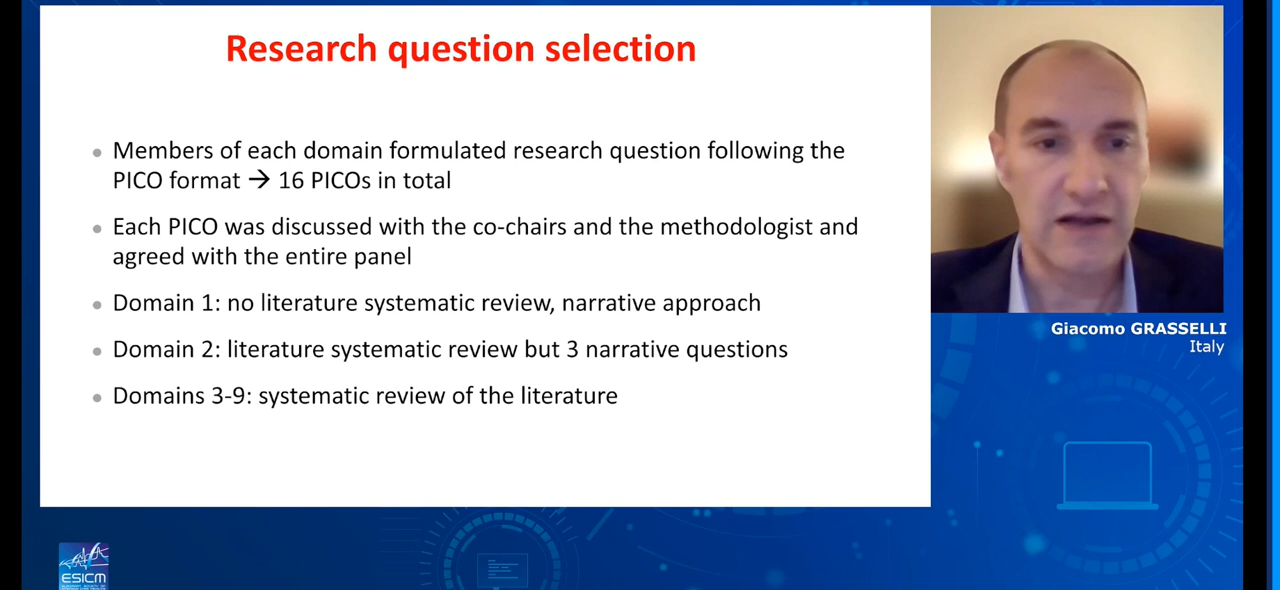 Research question selection
Members of each domain formulated research question following the
PICO format → 16 PICOs in total
Each PICO was discussed with the co-chairs and the methodologist and
agreed with the entire panel
Domain 1: no literature systematic review, narrative approach
Domain 2: literature systematic review but 3 narrative questions
Domains 3-9: systematic review of the literature
Giacomo GRASSELLI
Italy
ESICM